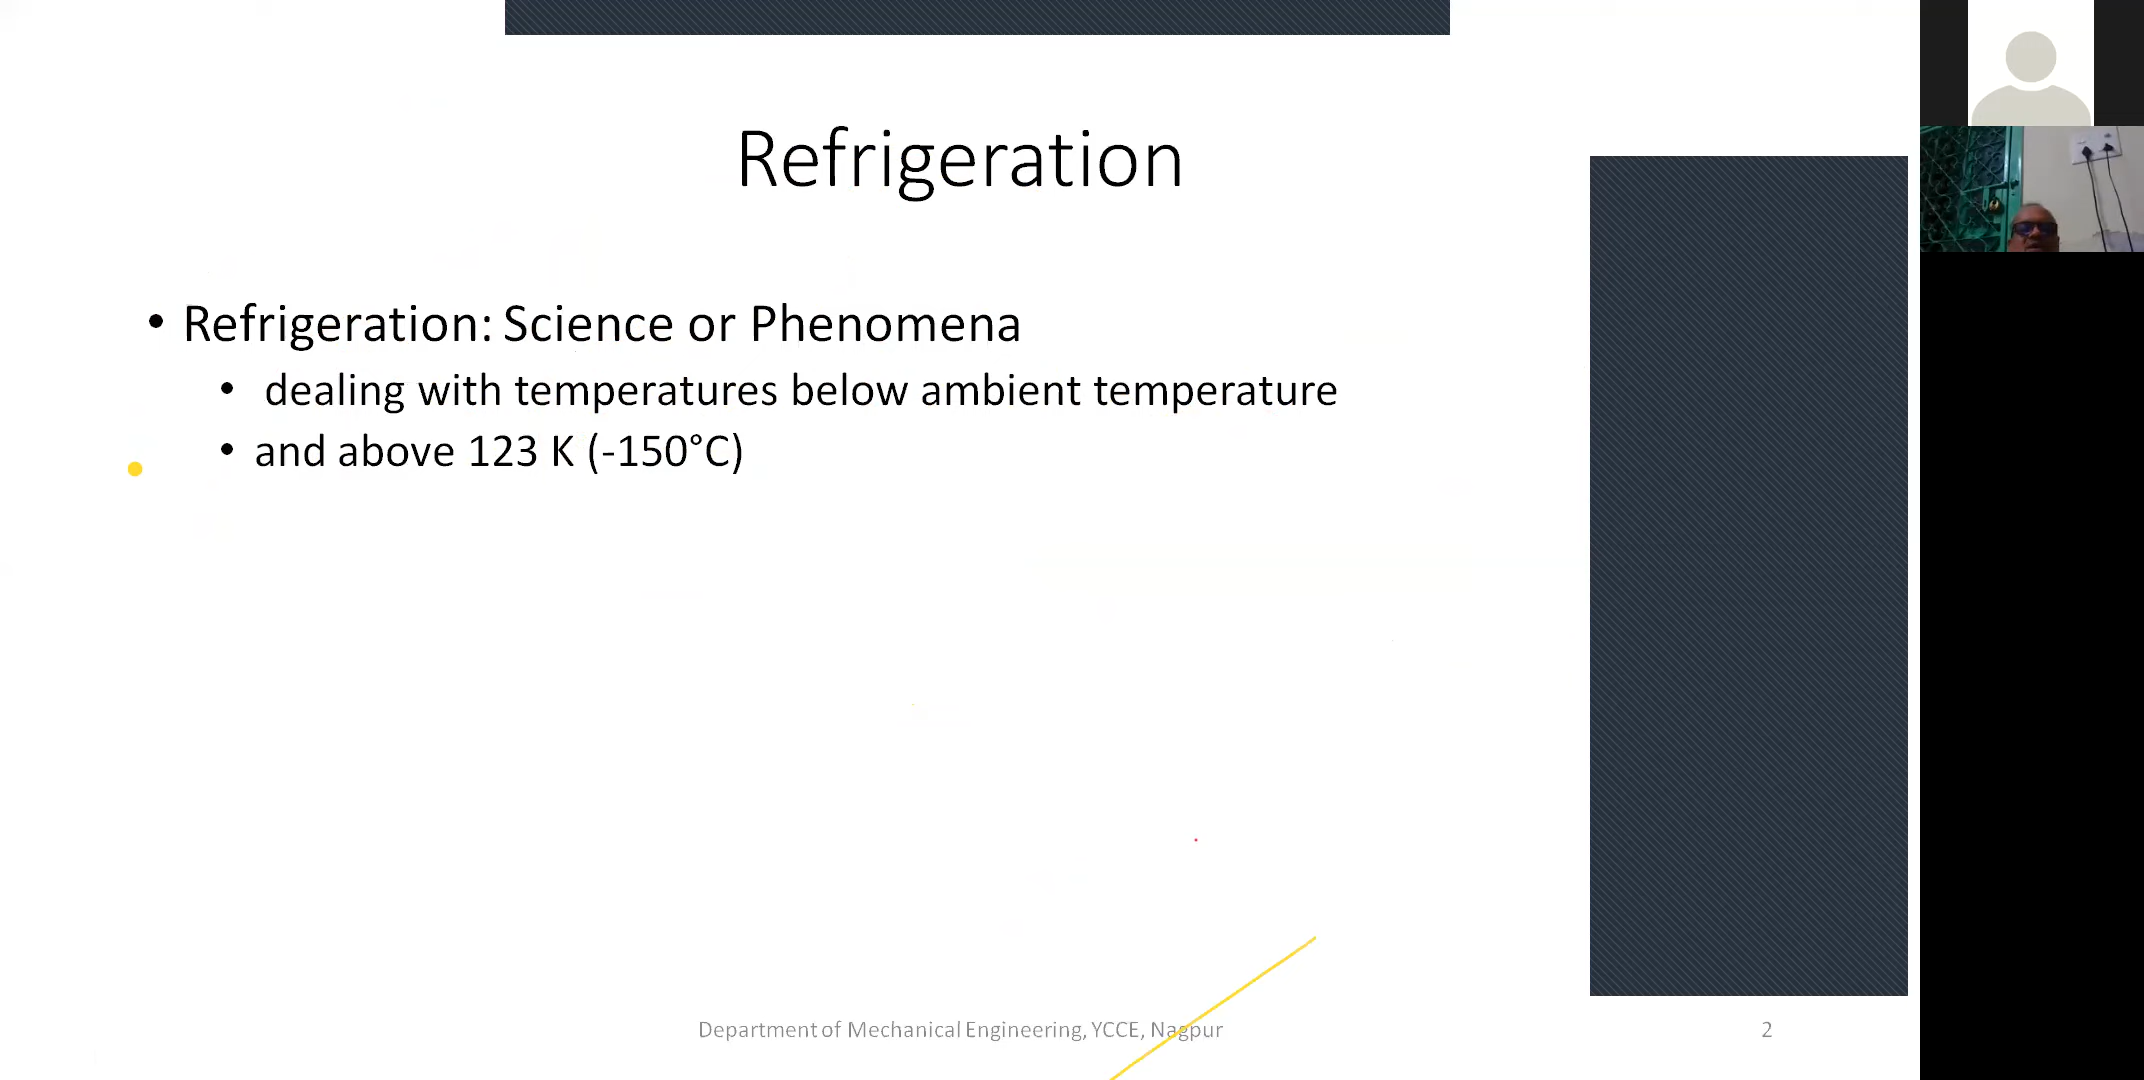 Refrigeration
• Refrigeration: Science or Phenomena
• dealing with temperatures below ambient temperature
• and above 123 K (-150°C)
Department of Mechanical Engineering, YCCE, Nagpur
2